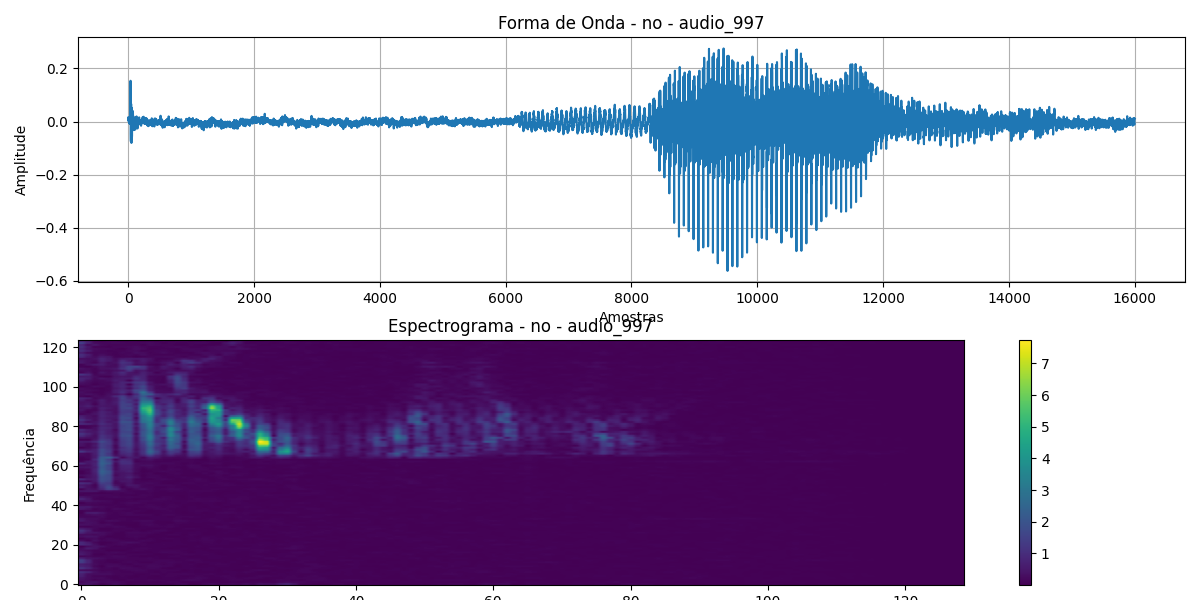 Forma de Onda - no - audio_997
Amplitude
0.2
0.0
−0.2
−0.4
−0.6
0 2000 4000 6000 8000 10000 12000 14000 16000
Amostras
Espectrograma - no - audio_997
Frequência
120
100
80
60
40
20
0
0 20 40 60 80 100 120
7
6
5
4
3
2
1